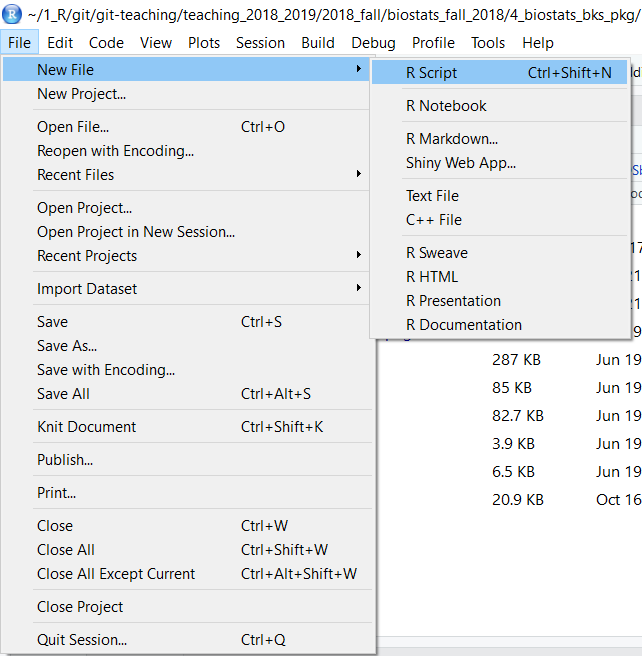 ~/1_R/git/git-teaching/teaching_2018_2019/2018_fall/biostats_fall_2018/4_biostats_bks_pkg/
File Edit Code View Plots Session Build Debug Profile Tools Help
New File
New Project...
Open File... Ctrl+O
Reopen with Encoding...
Recent Files
Open Project...
Open Project in New Session...
Recent Projects
Import Dataset
Save Ctrl+S
Save As...
Save with Encoding...
Save All Ctrl+Alt+S
Knit Document Ctrl+Shift+K
Publish...
Print...
Close Ctrl+W
Close All Ctrl+Shift+W
Close All Except Current Ctrl+Alt+Shift+W
Close Project
Quit Session... Ctrl+Q
R Script Ctrl+Shift+N
R Notebook
R Markdown...
Shiny Web App...
Text File
C++ File
R Sweave
R HTML
R Presentation
R Documentation
287 KB Jun 19
85 KB Jun 19
82.7 KB Jun 19
3.9 KB Jun 19
6.5 KB Jun 19
20.9 KB Oct 16